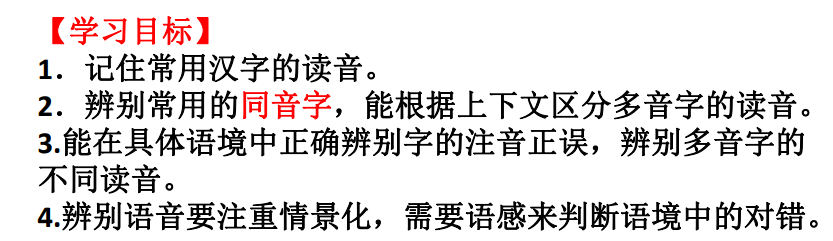 【学习目标】
1．记住常用汉字的读音。
2．辨别常用的同音字，能根据上下文区分多音字的读音。
3.能在具体语境中正确辨别字的注音正误，辨别多音字的
不同读音。
4.辨别语音要注重情景化，需要语感来判断语境中的对错。